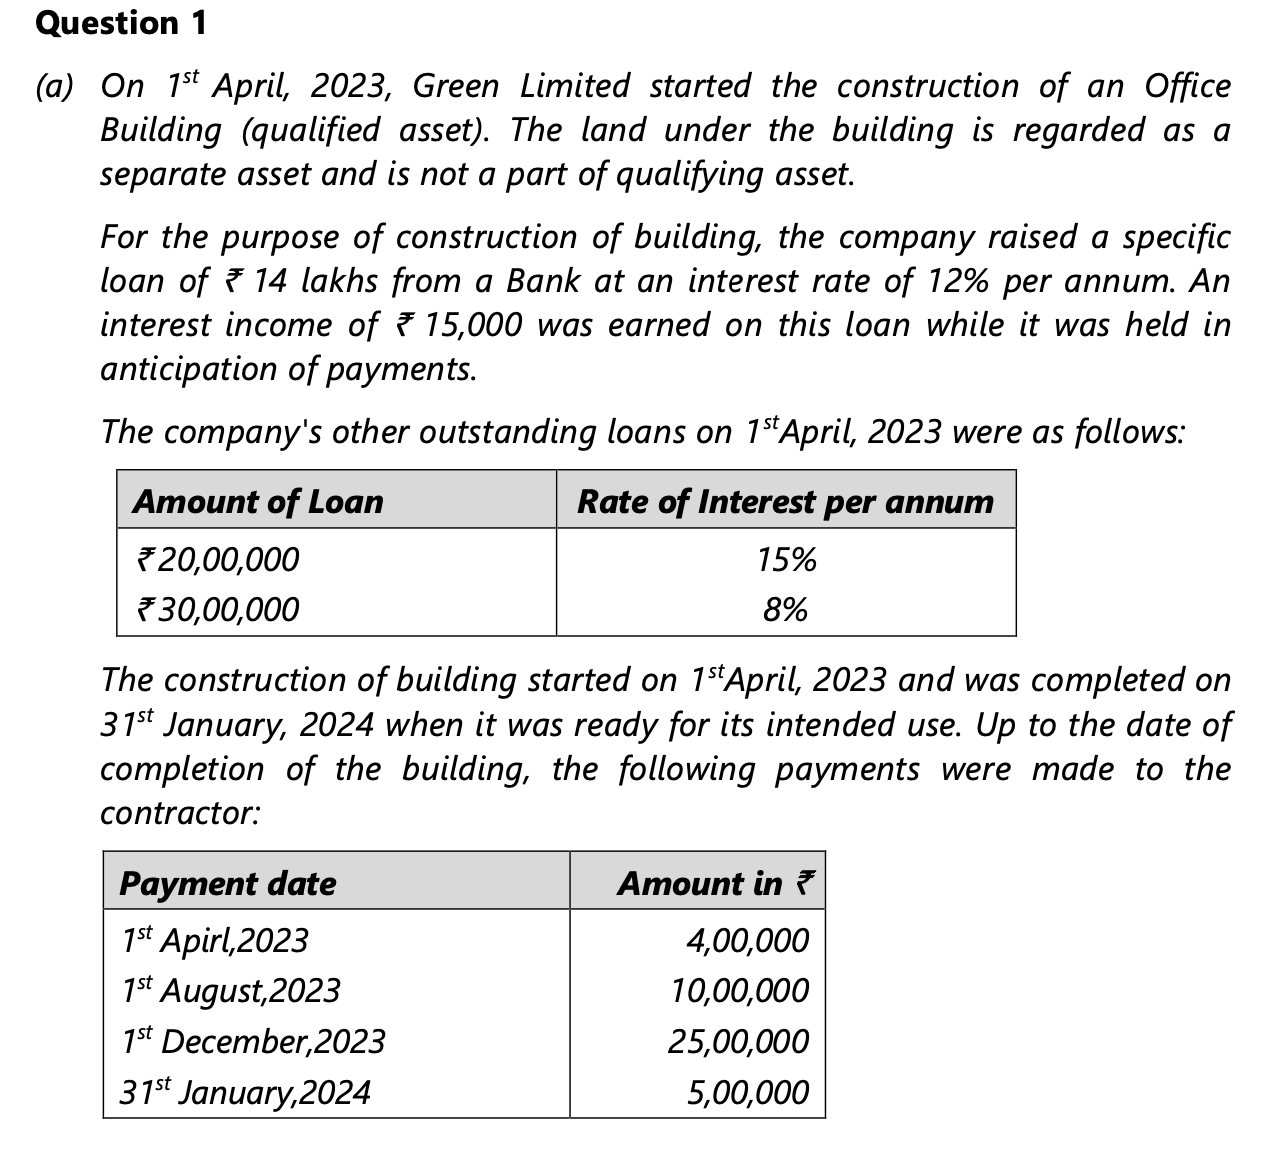 Question 1
(a) On 1st April, 2023, Green Limited started the construction of an Office
Building (qualified asset). The land under the building is regarded as a
separate asset and is not a part of qualifying asset.
For the purpose of construction of building, the company raised a specific
loan of ₹ 14 lakhs from a Bank at an interest rate of 12% per annum. An
interest income of ₹ 15,000 was earned on this loan while it was held in
anticipation of payments.
The company's other outstanding loans on 1st April, 2023 were as follows:
Amount of Loan Rate of Interest per annum
₹ 20,00,000 15%
₹ 30,00,000 8%
The construction of building started on 1st April, 2023 and was completed on
31st January, 2024 when it was ready for its intended use. Up to the date of
completion of the building, the following payments were made to the
contractor:
Payment date Amount in ₹
1st Apirl,2023 4,00,000
1st August,2023 10,00,000
1st December,2023 25,00,000
31st January,2024 5,00,000